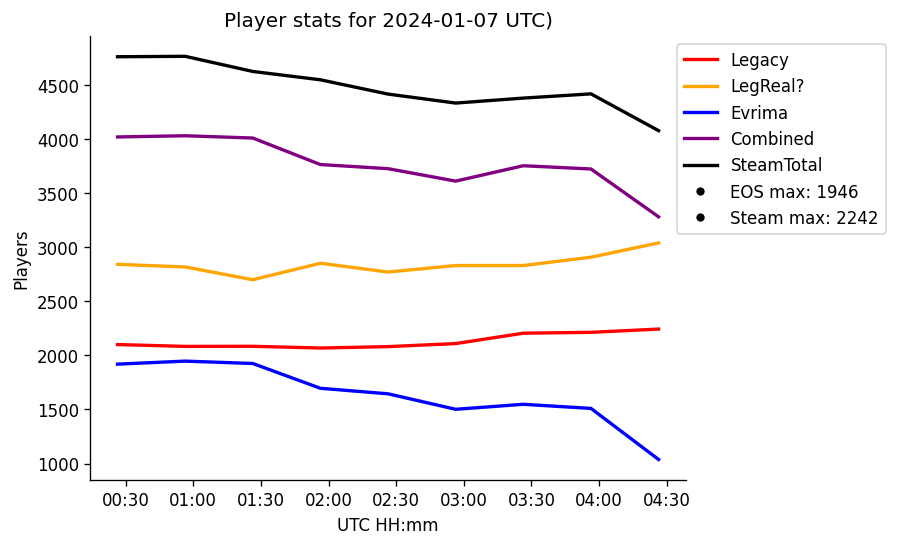 Player stats for 2024-01-07 UTC)
Players
4500
4000
3500
3000
2500
2000
1500
1000
00:30 01:00 01:30 02:00 02:30 03:00 03:30 04:00 04:30
UTC HH:mm
Legacy
LegReal?
Evrima
Combined
SteamTotal
EOS max: 1946
Steam max: 2242